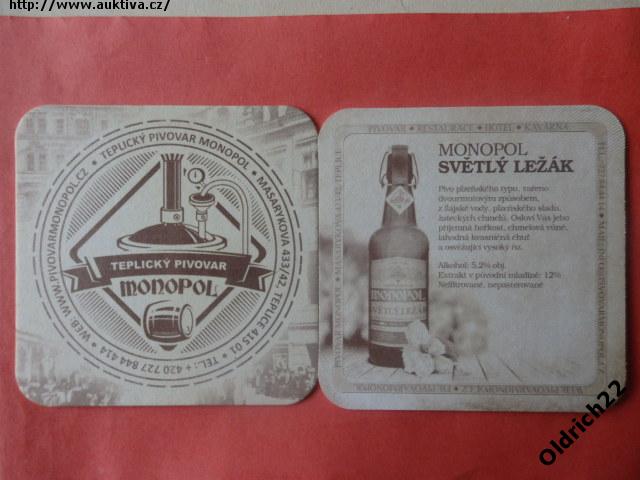 http://www.auktiva.cz/
TEPLICKÝ PIVOVAR MONOPOL • MASARYKOVA 433/42, TEPLICE 415 01 • TEL.: + 420 727 844 414 • WEB: WWW.PIVOVARMONOPOL.CZ •
TEPLICKÝ PIVOVAR
MONOPOL
PIVOVAR • RESTAURACE • HOTEL • KAVÁRNA
MONOPOL
SVĚTLÝ LEŽÁK
Pivo plzeňského typu, vařeno
dvourmutovým způsobem,
z flájské vody, plzeňského sladu,
žateckých chmelů. Osloví Vás jeho
příjemná hořkost, chmelová vůně,
lahodná kvasničná chuť
a osvěžující vysoký říz.
Alkohol: 5,2% obj.
Extrakt v původní mladině: 12%
Nefiltrované, nepasterované
MONOPOL
SVĚTLÝ LEŽÁK
Oldrich22